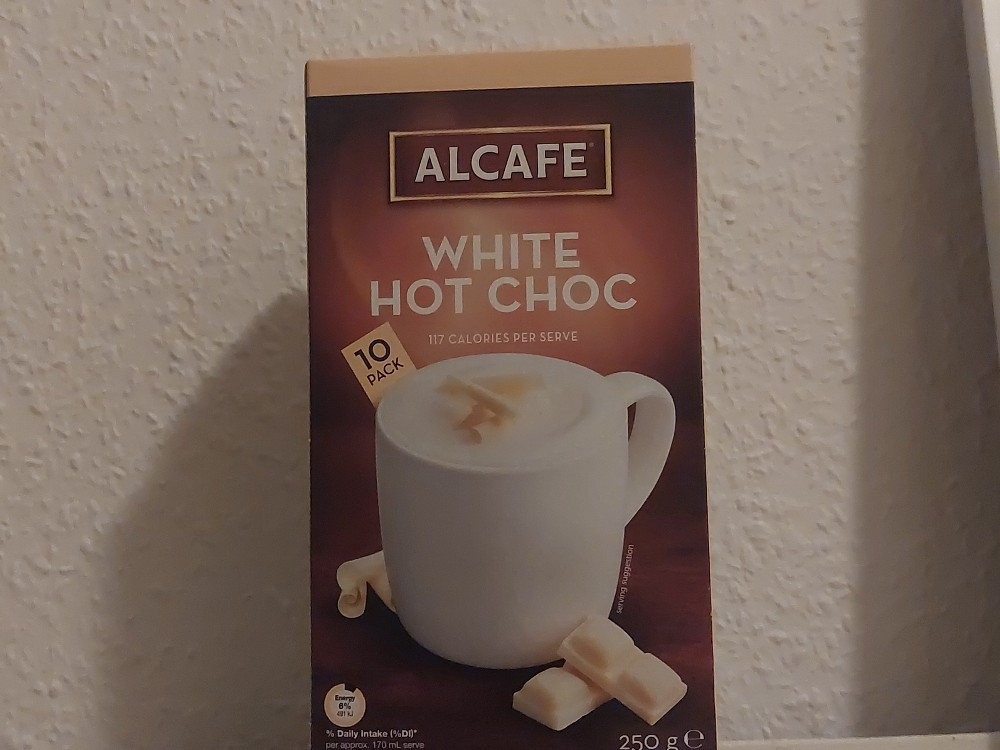 ALCAFE®
WHITE
HOT CHOC
117 CALORIES PER SERVE
10
PACK
serving suggestion
Energy
6%
491 kJ
% Daily Intake (%DI)*
per approx. 170 mL serve
250 g ℮